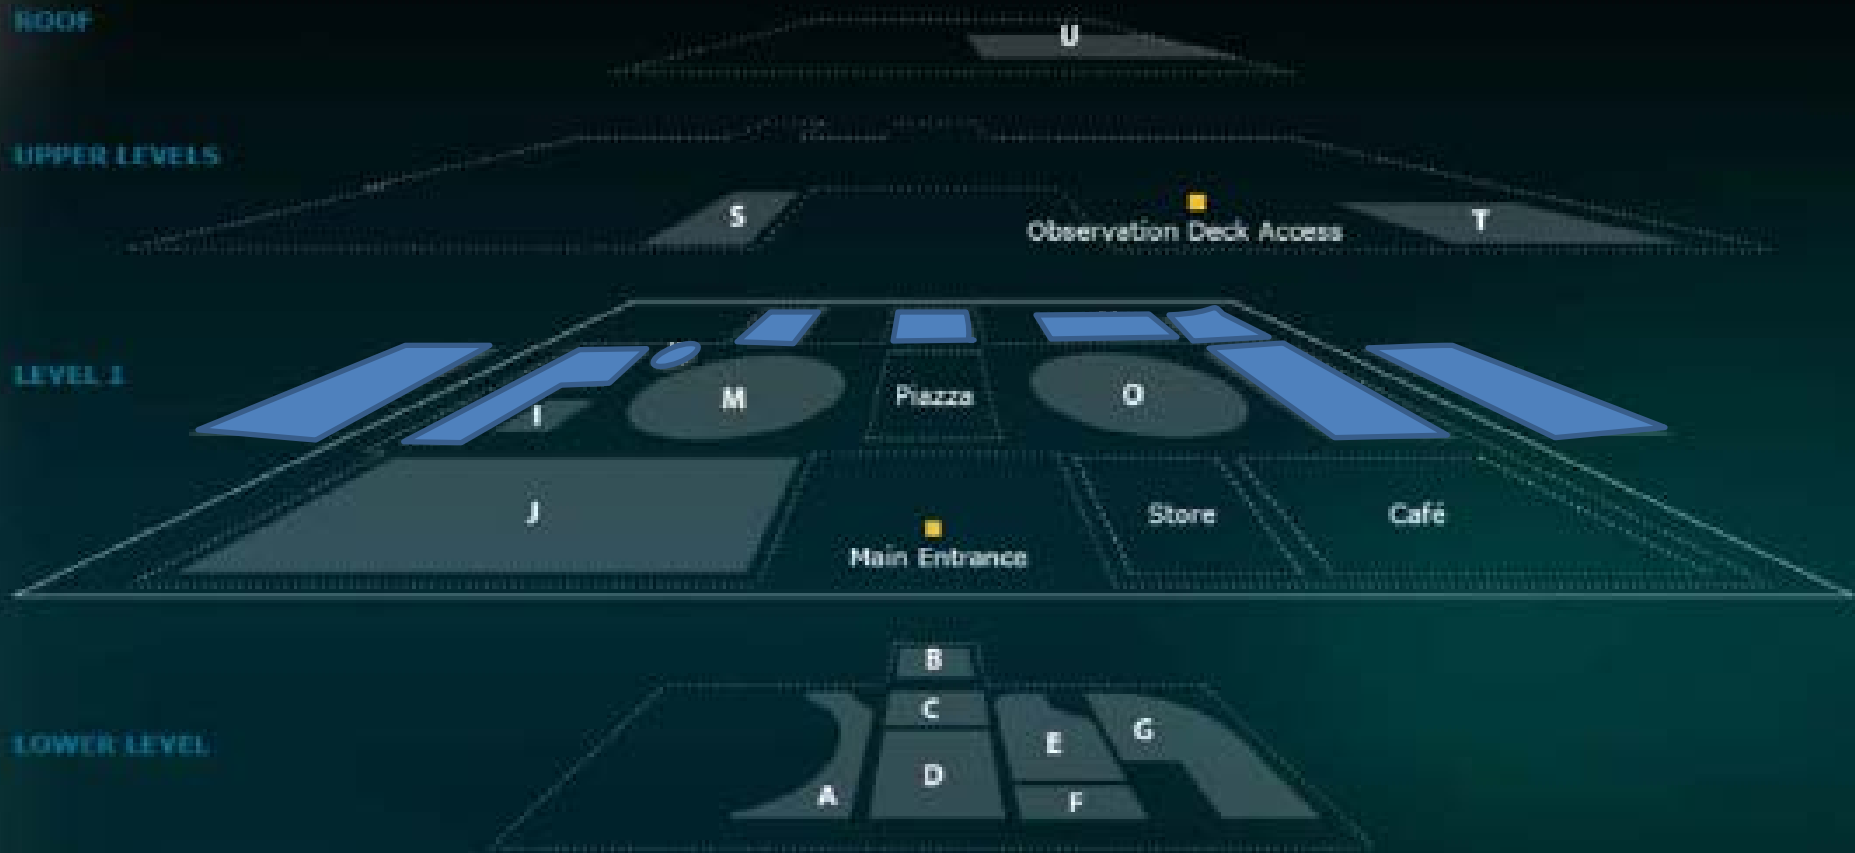 ROOF
U
UPPER LEVELS
S
T
Observation Deck Access
LEVEL 1
M
Piazza
O
I
J
Store
Café
Main Entrance
B
C
G
LOWER LEVEL
E
D
A
F